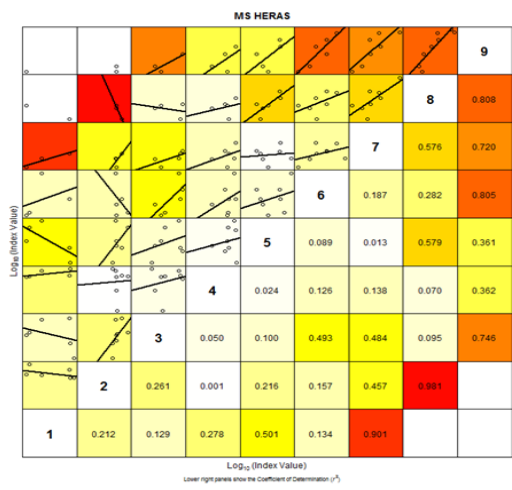 MS HERAS
9
8 0.808
7 0.576 0.720
6 0.187 0.282 0.805
5 0.089 0.013 0.579 0.361
4 0.024 0.126 0.138 0.070 0.362
3 0.050 0.100 0.493 0.484 0.095 0.746
2 0.261 0.001 0.216 0.157 0.457 0.981
1 0.212 0.129 0.278 0.501 0.134 0.901
Log₁₀ (Index Value)
Log₁₀ (Index Value)
Lower right panels show the Coefficient of Determination (r²)